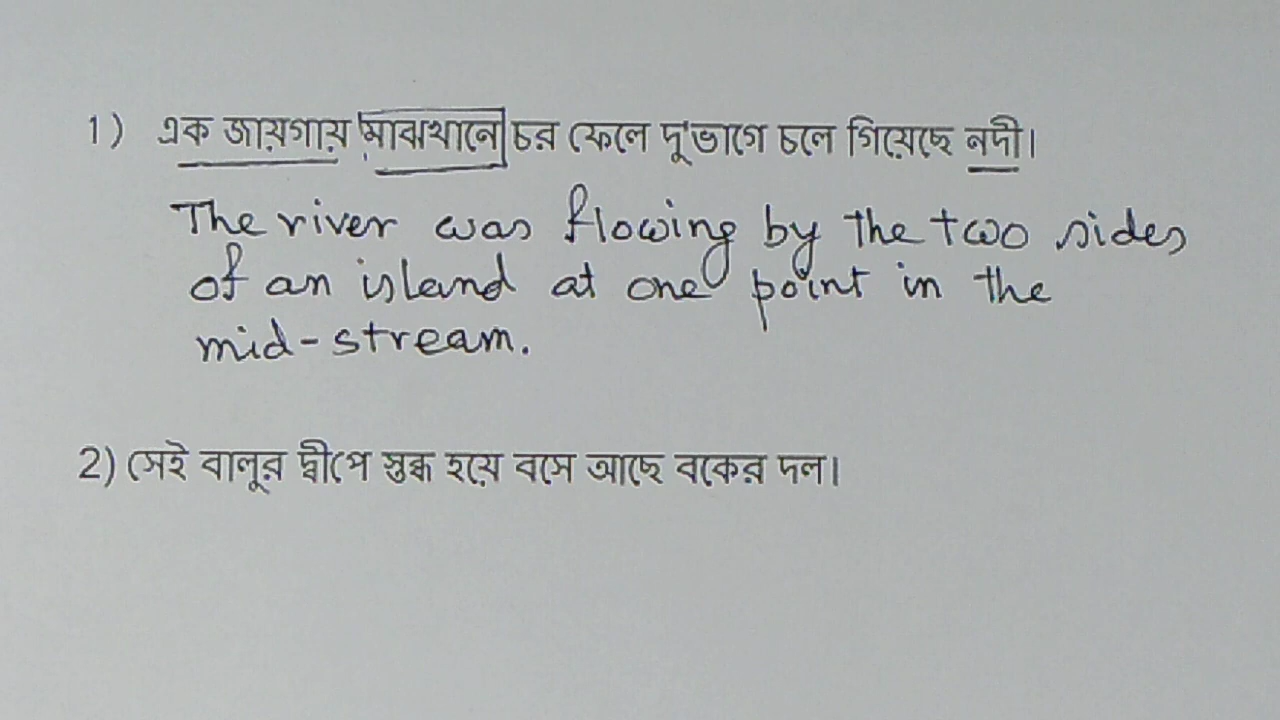 1) এক জায়গায় মাঝখানে চর ফেলে দু'ভাগে চলে গিয়েছে নদী।
The river was flowing by the two sides
of an island at one point in the
mid-stream.
2) সেই বালুর দ্বীপে স্তব্ধ হয়ে বসে আছে বকের দল।